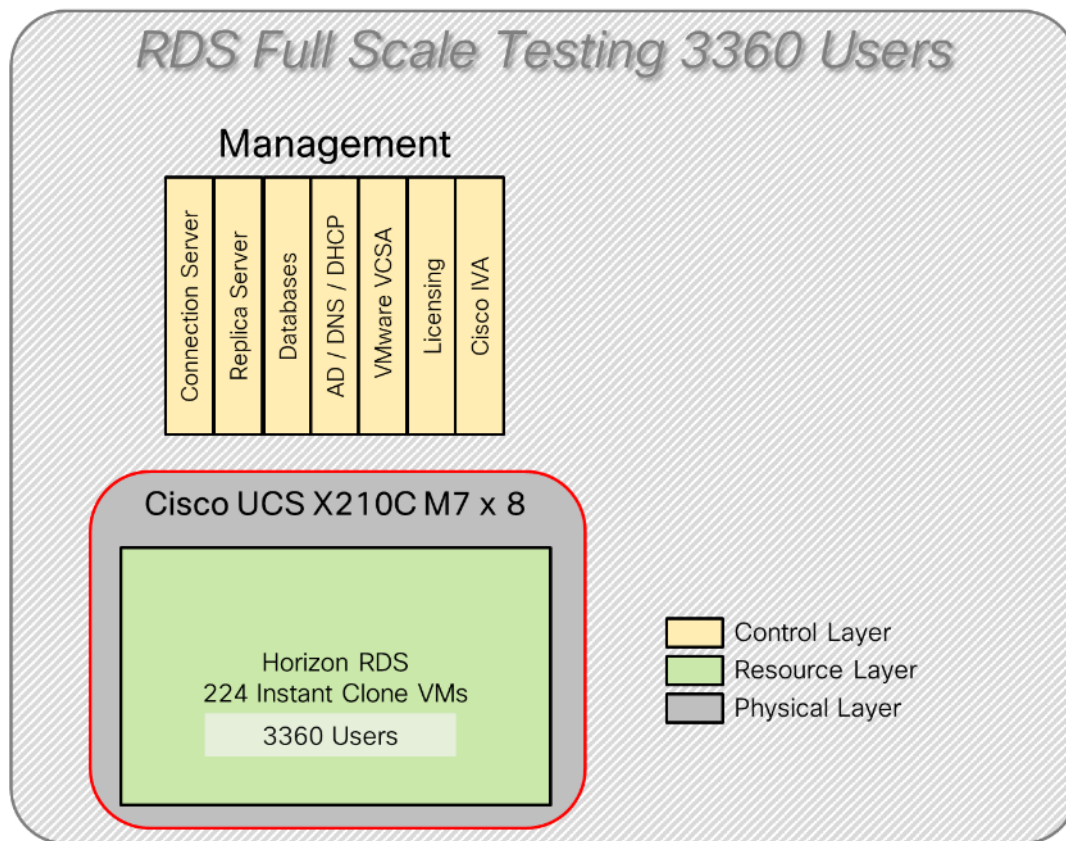 RDS Full Scale Testing 3360 Users
Management
Connection Server
Replica Server
Databases
AD / DNS / DHCP
VMware VCSA
Licensing
Cisco IVA
Cisco UCS X210C M7 x 8
Horizon RDS
224 Instant Clone VMs
3360 Users
Control Layer
Resource Layer
Physical Layer